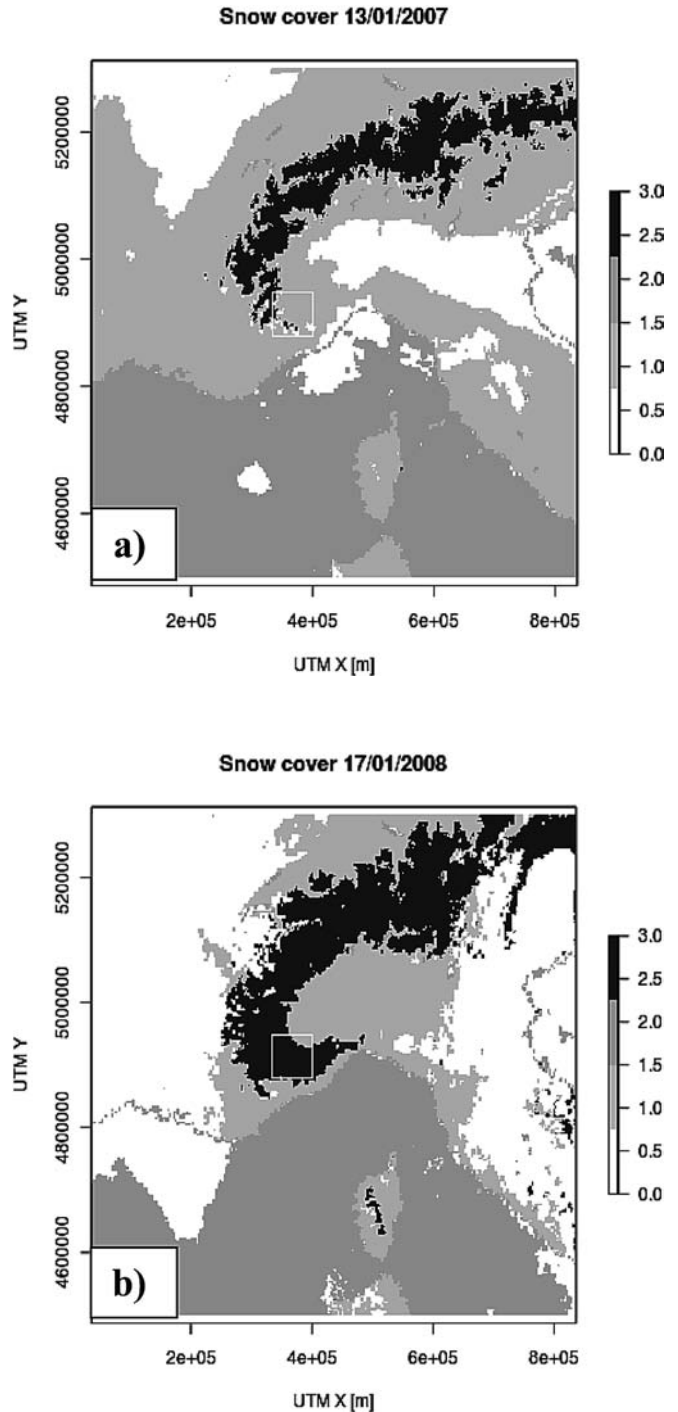 Snow cover 13/01/2007
UTM Y
5200000
5000000
4800000
4600000
3.0
2.5
2.0
1.5
1.0
0.5
0.0
a)
2e+05 4e+05 6e+05 8e+05
UTM X [m]
Snow cover 17/01/2008
UTM Y
5200000
5000000
4800000
4600000
3.0
2.5
2.0
1.5
1.0
0.5
0.0
b)
2e+05 4e+05 6e+05 8e+05
UTM X [m]